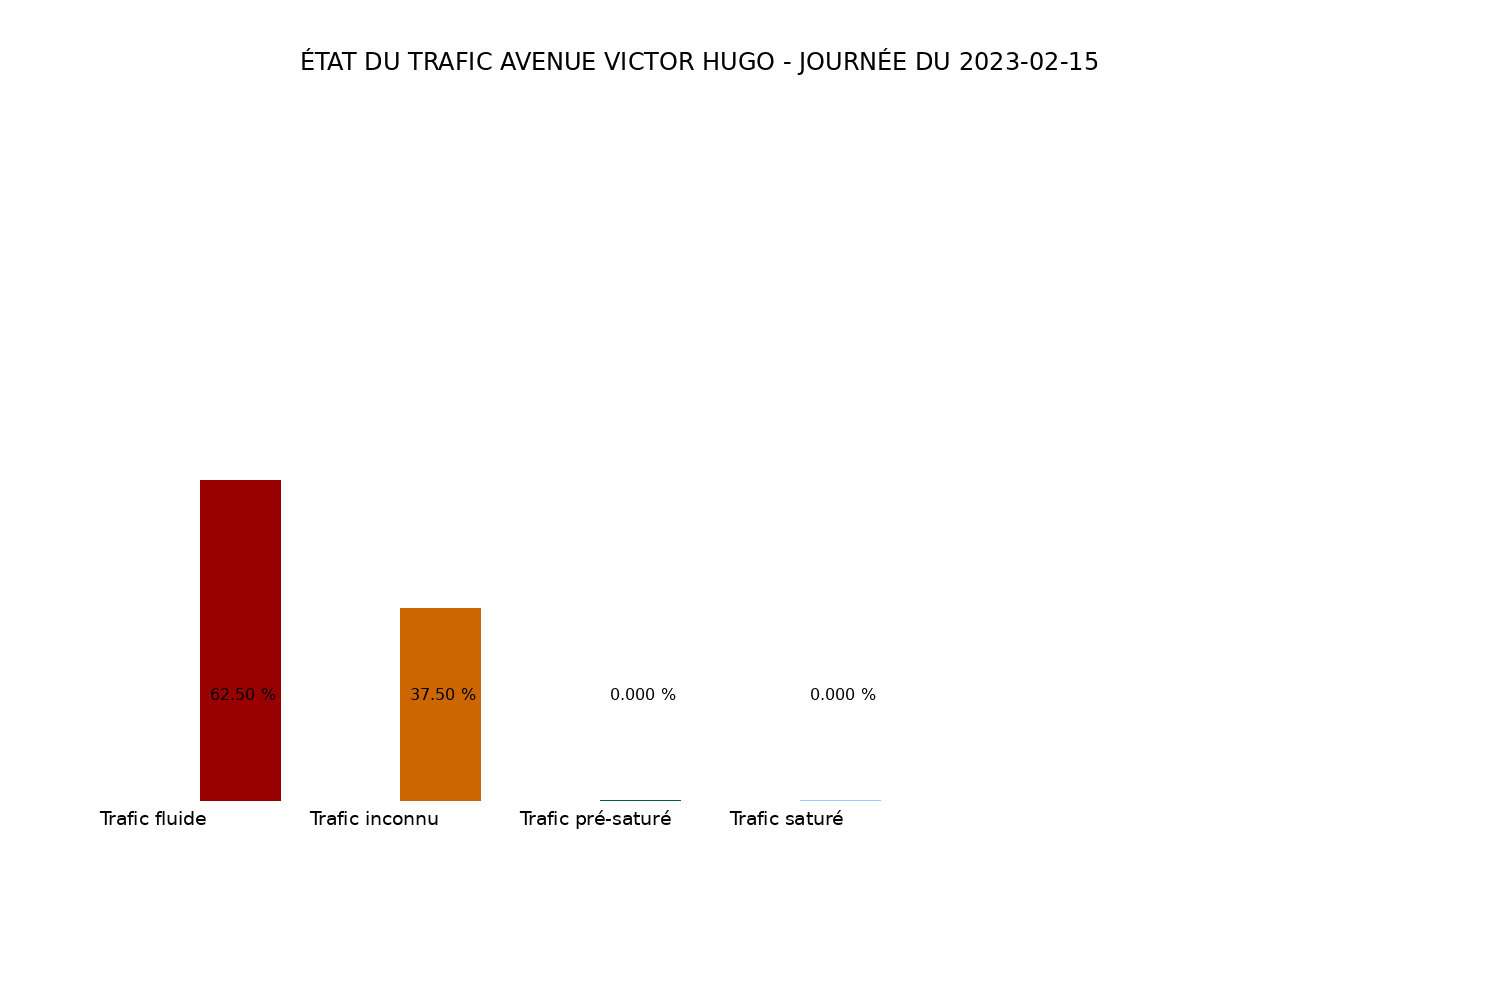 ÉTAT DU TRAFIC AVENUE VICTOR HUGO - JOURNÉE DU 2023-02-15
62.50 % 37.50 % 0.000 % 0.000 %
Trafic fluide Trafic inconnu Trafic pré-saturé Trafic saturé